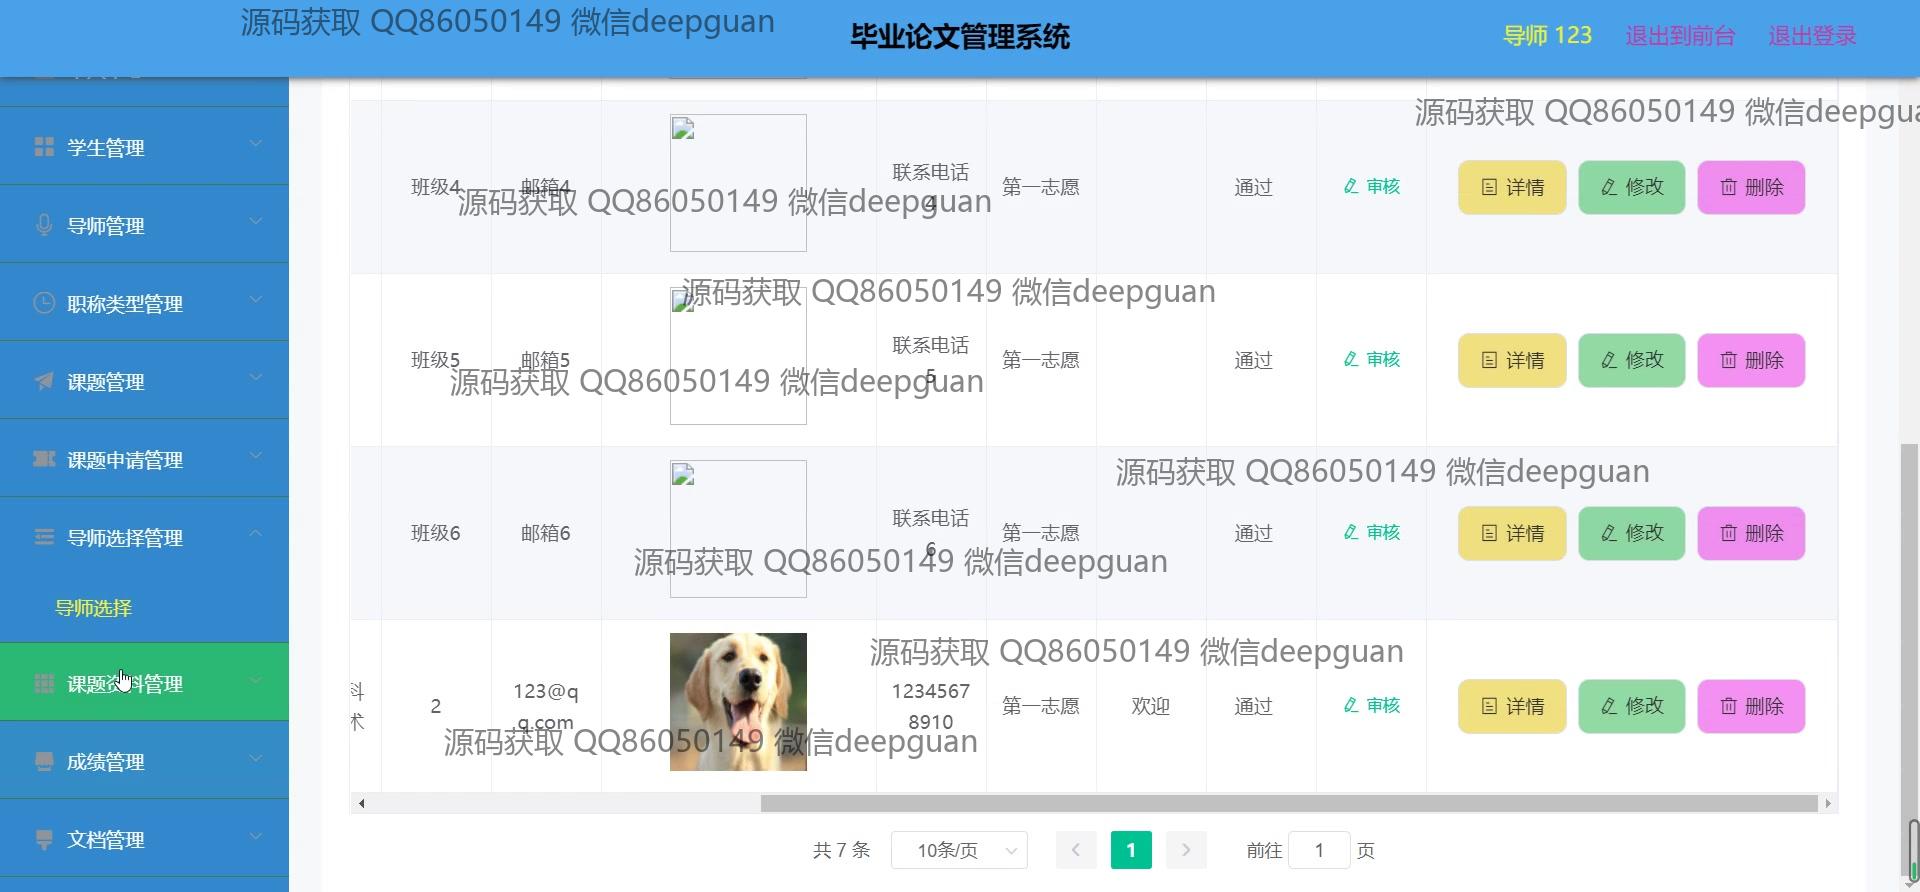 源码获取 QQ86050149 微信deepguan
毕业论文管理系统
导师 123
退出到前台
退出登录
源码获取 QQ86050149 微信deepgua
学生管理
导师管理
职称类型管理
课题管理
课题申请管理
导师选择管理
导师选择
课题资料管理
成绩管理
文档管理
班级4
邮箱4
联系电话
4
第一志愿
通过
审核
详情
修改
删除
源码获取 QQ86050149 微信deepguan
源码获取 QQ86050149 微信deepguan
班级5
邮箱5
联系电话
5
第一志愿
通过
审核
详情
修改
删除
源码获取 QQ86050149 微信deepguan
源码获取 QQ86050149 微信deepguan
班级6
邮箱6
联系电话
6
第一志愿
通过
审核
详情
修改
删除
源码获取 QQ86050149 微信deepguan
源码获取 QQ86050149 微信deepguan
科
术
2
123@q
q.com
1234567
8910
第一志愿
欢迎
通过
审核
详情
修改
删除
源码获取 QQ86050149 微信deepguan
共 7 条
10条/页
1
前往
1
页